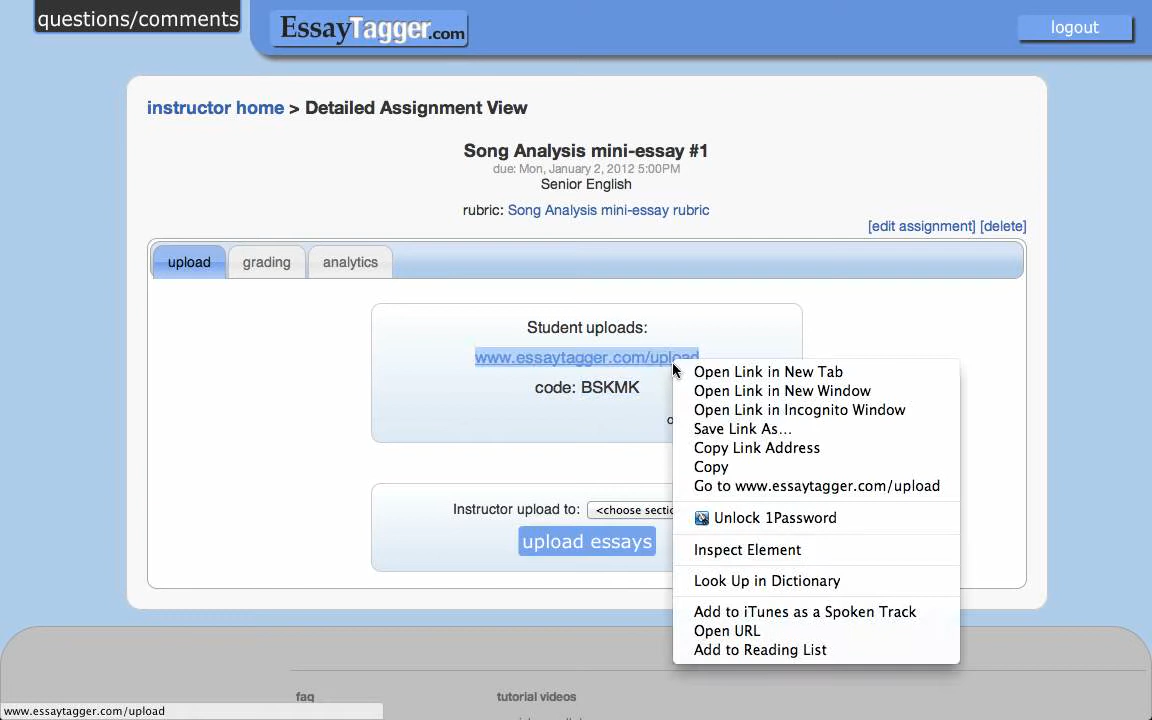 questions/comments
EssayTagger.com
logout
instructor home > Detailed Assignment View
Song Analysis mini-essay #1
due: Mon, January 2, 2012 5:00PM
Senior English
rubric: Song Analysis mini-essay rubric
[edit assignment] [delete]
upload
grading
analytics
Student uploads:
www.essaytagger.com/upload
code: BSKMK
Instructor upload to:
<choose secti
upload essays
Open Link in New Tab
Open Link in New Window
Open Link in Incognito Window
Save Link As...
Copy Link Address
Copy
Go to www.essaytagger.com/upload
Unlock 1Password
Inspect Element
Look Up in Dictionary
Add to iTunes as a Spoken Track
Open URL
Add to Reading List
faq
tutorial videos
www.essaytagger.com/upload